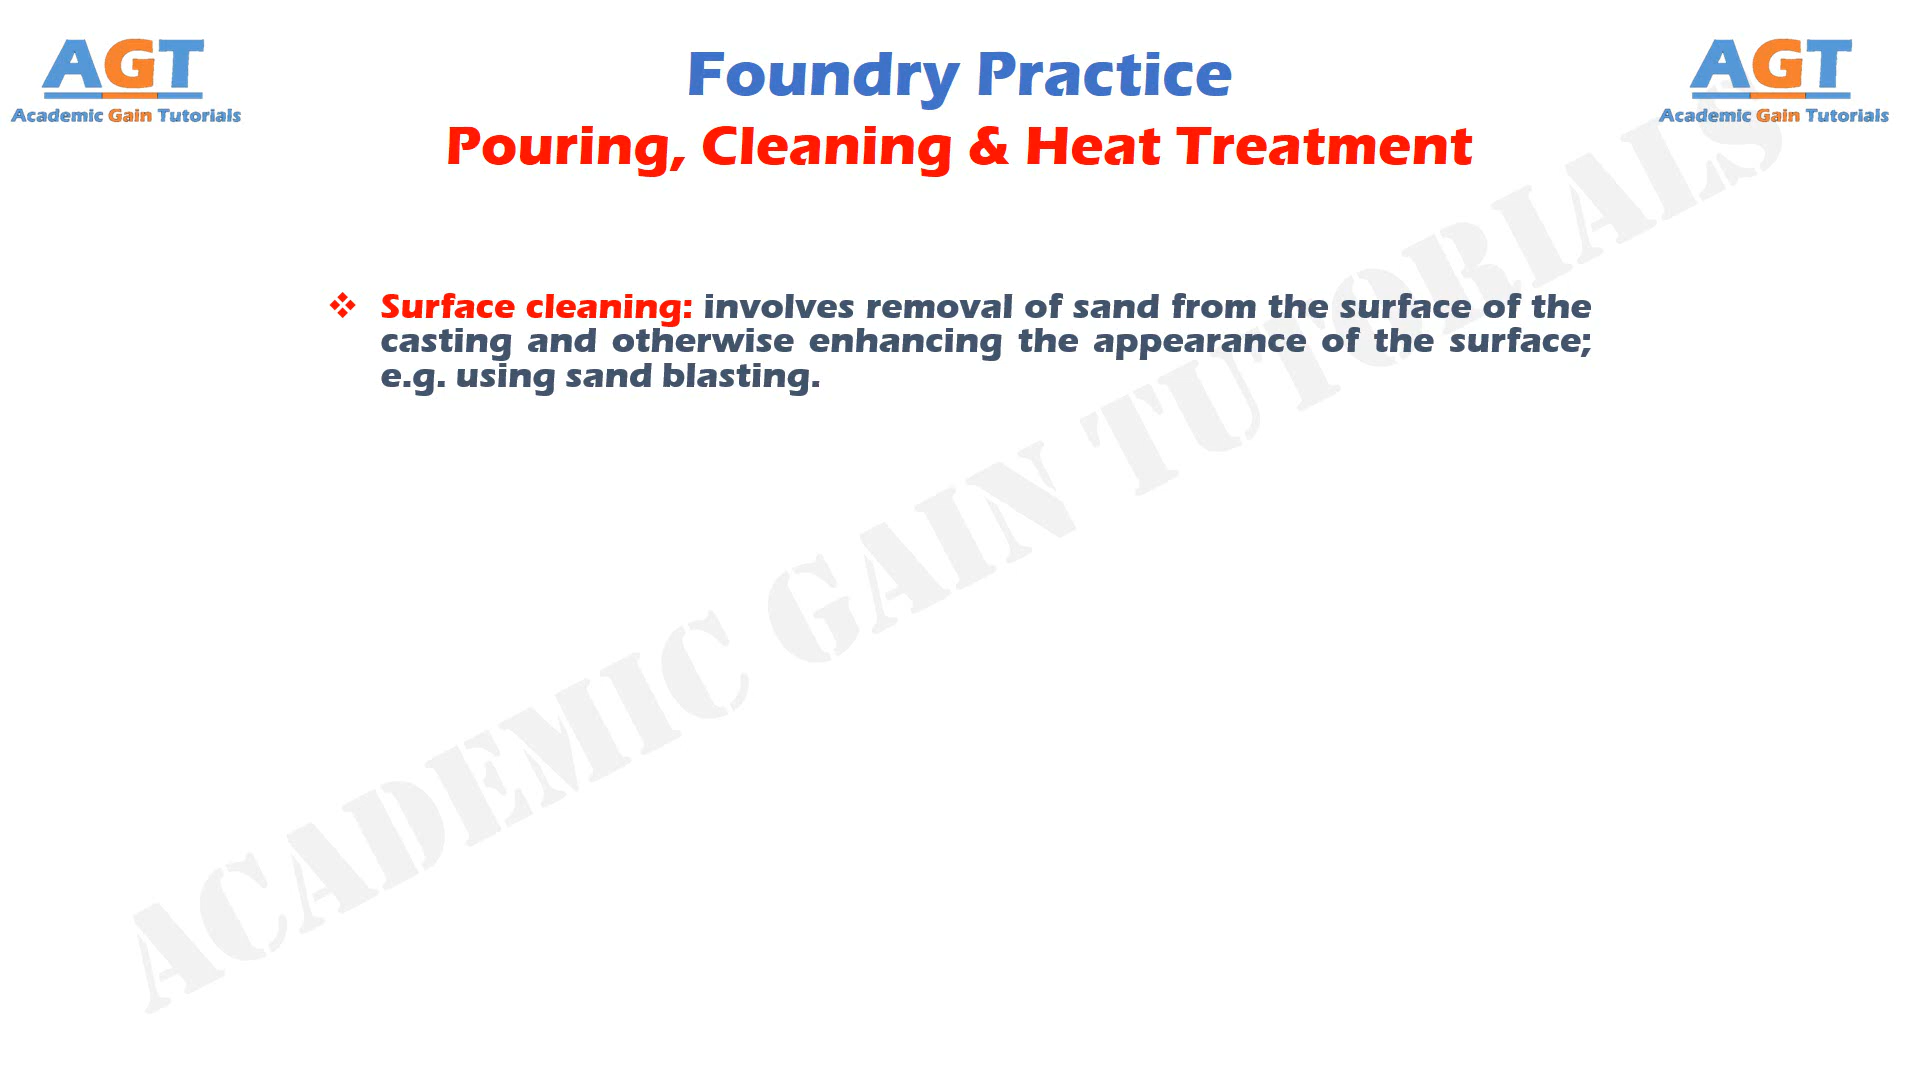 AGT
Academic Gain Tutorials
Foundry Practice
Pouring, Cleaning & Heat Treatment
AGT
Academic Gain Tutorials
❖ Surface cleaning: involves removal of sand from the surface of the
casting and otherwise enhancing the appearance of the surface;
e.g. using sand blasting.
ACADEMIC GAIN TUTORIALS